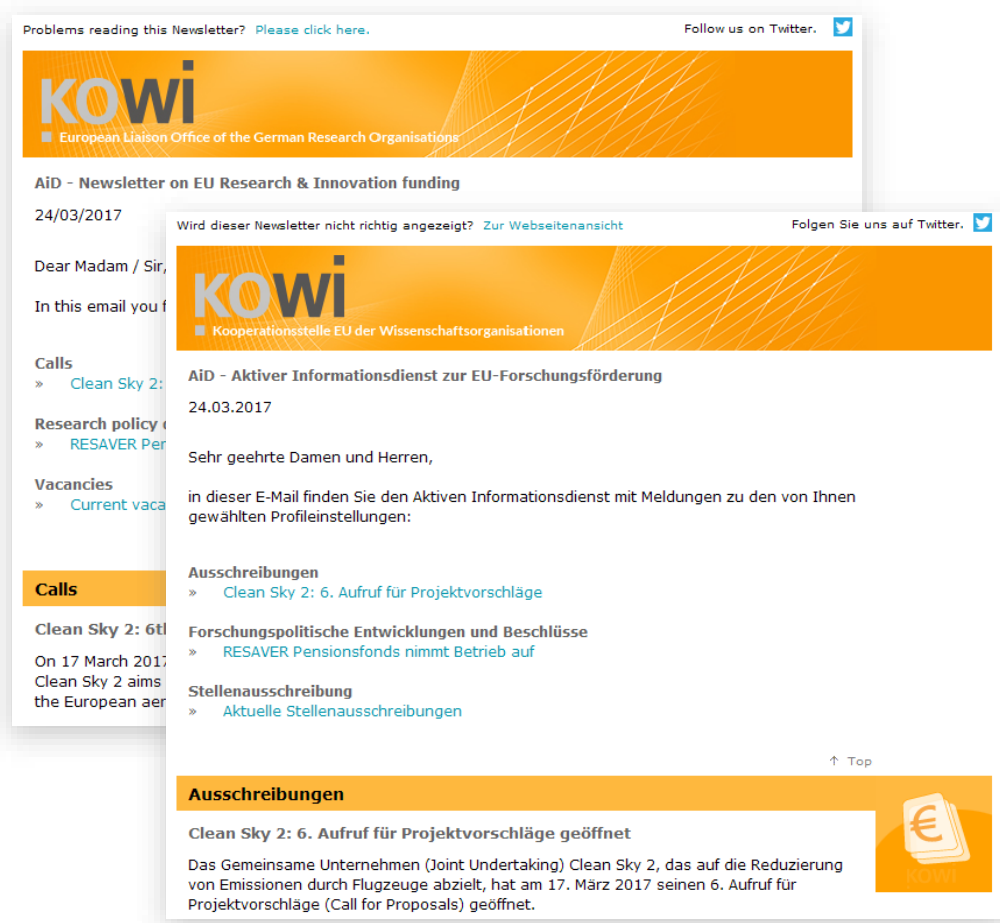 Problems reading this Newsletter? Please click here.
Follow us on Twitter.
KOWi
European Liaison Office of the German Research Organisations
AiD - Newsletter on EU Research & Innovation funding
24/03/2017
Dear Madam / Sir,
In this email you f
Calls
» Clean Sky 2:
Research policy
» RESAVER Pen
Vacancies
» Current vaca
Calls
Clean Sky 2: 6th
On 17 March 2017
Clean Sky 2 aims
the European aer
Wird dieser Newsletter nicht richtig angezeigt? Zur Webseitenansicht
Folgen Sie uns auf Twitter.
KOWi
Kooperationsstelle EU der Wissenschaftsorganisationen
AiD - Aktiver Informationsdienst zur EU-Forschungsförderung
24.03.2017
Sehr geehrte Damen und Herren,
in dieser E-Mail finden Sie den Aktiven Informationsdienst mit Meldungen zu den von Ihnen
gewählten Profileinstellungen:
Ausschreibungen
» Clean Sky 2: 6. Aufruf für Projektvorschläge
Forschungspolitische Entwicklungen und Beschlüsse
» RESAVER Pensionsfonds nimmt Betrieb auf
Stellenausschreibung
» Aktuelle Stellenausschreibungen
↑ Top
Ausschreibungen
Clean Sky 2: 6. Aufruf für Projektvorschläge geöffnet
Das Gemeinsame Unternehmen (Joint Undertaking) Clean Sky 2, das auf die Reduzierung
von Emissionen durch Flugzeuge abzielt, hat am 17. März 2017 seinen 6. Aufruf für
Projektvorschläge (Call for Proposals) geöffnet.
€
KOWi